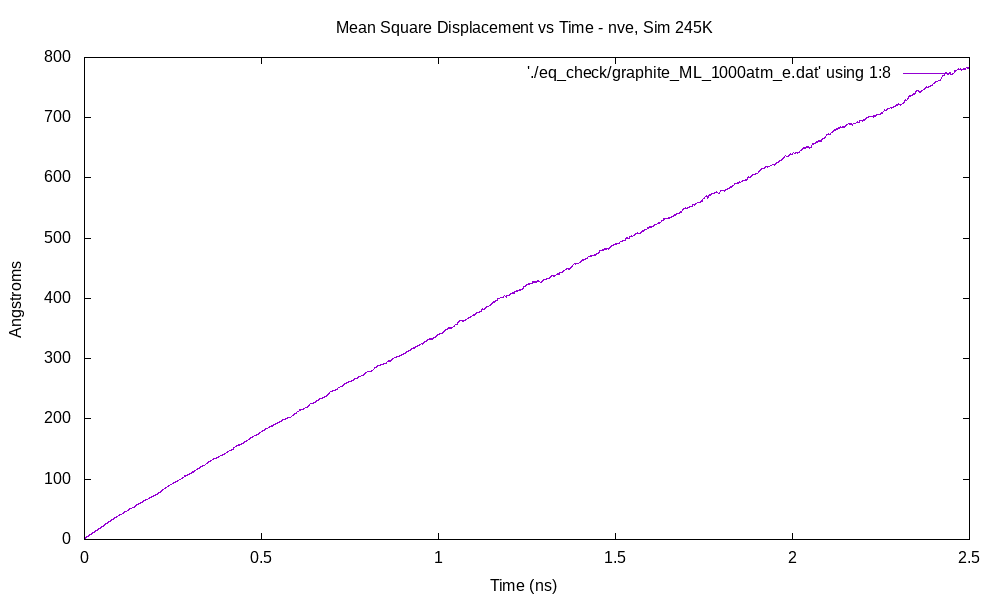 Mean Square Displacement vs Time - nve, Sim 245K
'./eq_check/graphite_ML_1000atm_e.dat' using 1:8
800
700
600
500
400
300
200
100
0
Angstroms
0 0.5 1 1.5 2 2.5
Time (ns)